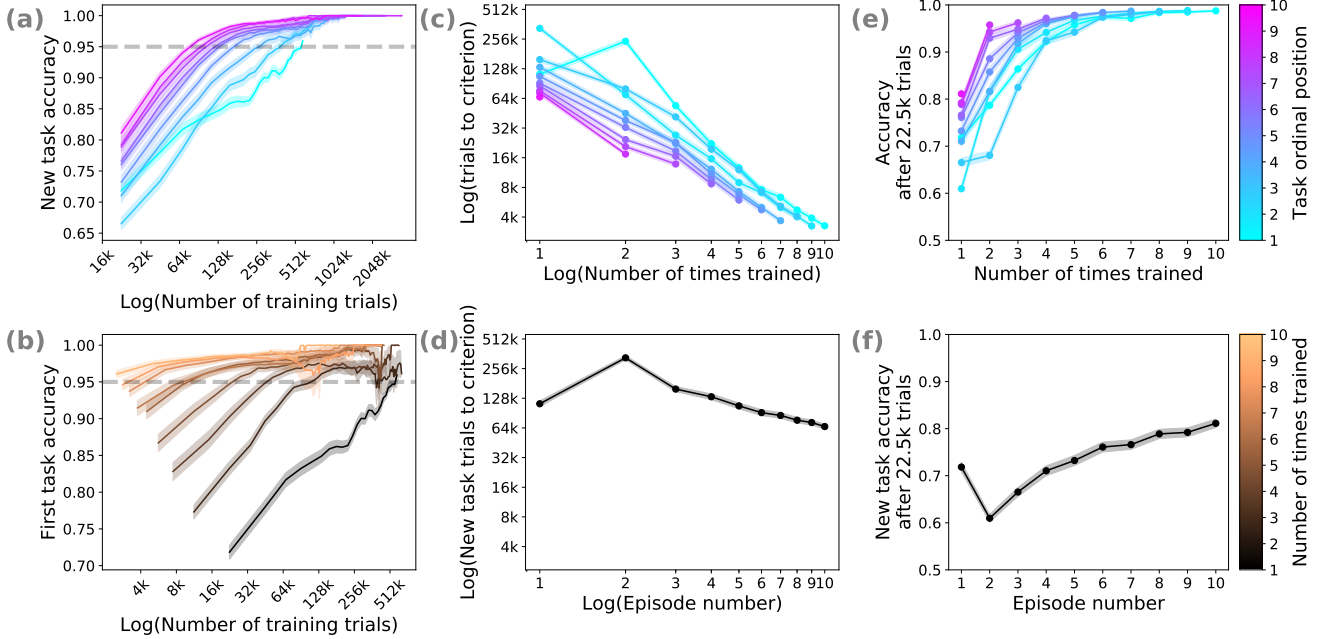 (a)
New task accuracy
1.00
0.95
0.90
0.85
0.80
0.75
0.70
0.65
16k 32k 64k 128k 256k 512k 1024k 2048k
Log(Number of training trials)
(c)
Log(trials to criterion)
512k
256k
128k
64k
32k
16k
8k
4k
1 2 3 4 5 6 7 8 9 10
Log(Number of times trained)
(e)
Accuracy
after 22.5k trials
1.0
0.9
0.8
0.7
0.6
0.5
1 2 3 4 5 6 7 8 9 10
Number of times trained
10
9
8
7
6
5
4
3
2
1
Task ordinal position
(b)
First task accuracy
1.00
0.95
0.90
0.85
0.80
0.75
0.70
4k 8k 16k 32k 64k 128k 256k 512k
Log(Number of training trials)
(d)
Log(New task trials to criterion)
512k
256k
128k
64k
32k
16k
8k
4k
1 2 3 4 5 6 7 8 9 10
Log(Episode number)
(f)
New task accuracy
after 22.5k trials
1.0
0.9
0.8
0.7
0.6
0.5
1 2 3 4 5 6 7 8 9 10
Episode number
10
9
8
7
6
5
4
3
2
1
Number of times trained